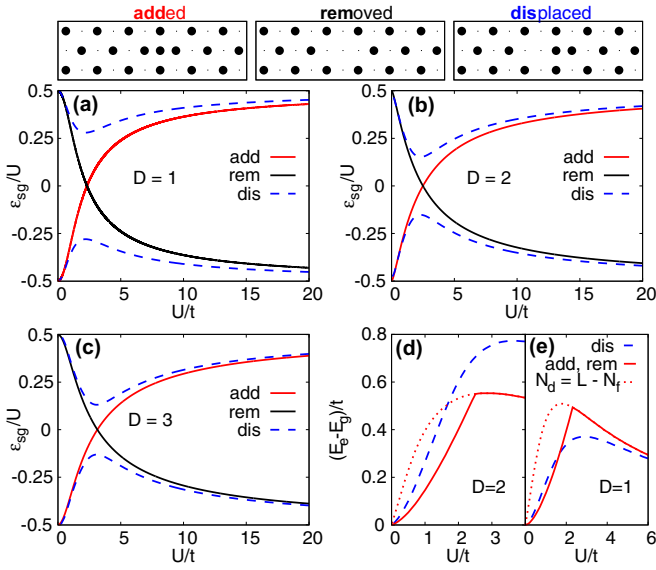 added removed displaced
0.5
0.25
0
-0.25
-0.5
ε_sg/U
(a)
D = 1
add
rem
dis
0 5 10 15 20
U/t
0.5
0.25
0
-0.25
-0.5
ε_sg/U
(b)
D = 2
add
rem
dis
0 5 10 15 20
U/t
0.5
0.25
0
-0.25
-0.5
ε_sg/U
(c)
D = 3
add
rem
dis
0 5 10 15 20
U/t
0.8
0.6
0.4
0.2
0
(E_e-E_g)/t
(d)
D=2
0 1 2 3
U/t
(e)
dis
add, rem
N_d = L - N_f
D=1
0 2 4 6
U/t